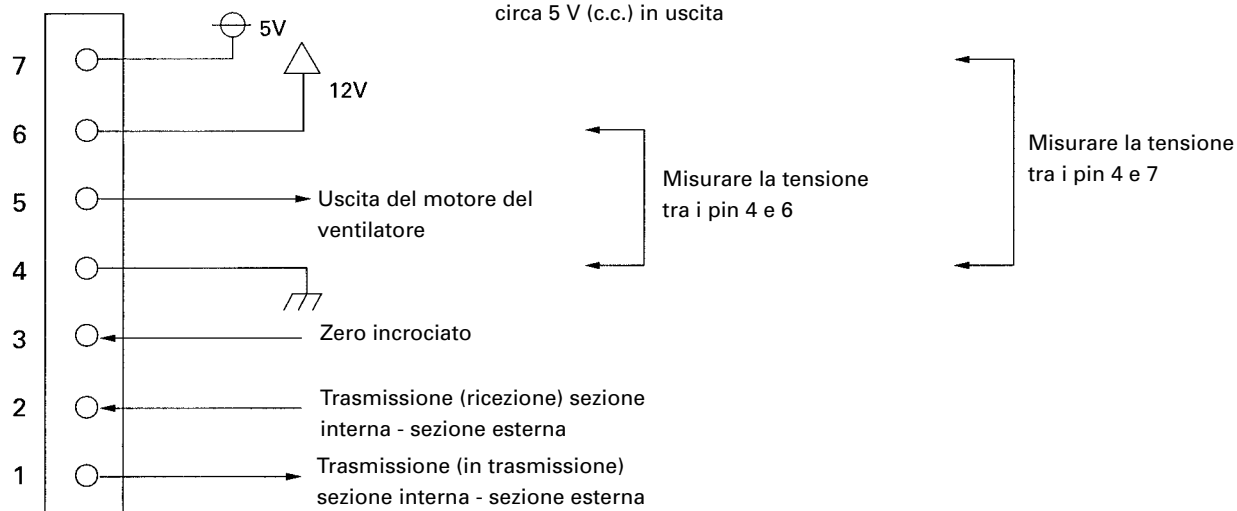 circa 5 V (c.c.) in uscita
5V
7
12V
6
Misurare la tensione
tra i pin 4 e 7
Misurare la tensione
tra i pin 4 e 6
5
Uscita del motore del
ventilatore
4
3
Zero incrociato
2
Trasmissione (ricezione) sezione
interna - sezione esterna
1
Trasmissione (in trasmissione)
sezione interna - sezione esterna